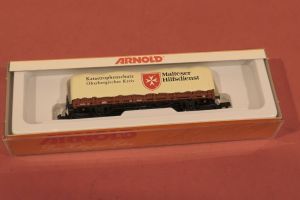 ARNOLD
Katastrophenschutz
Oberbergischer Kreis
Malteser
Hilfsdienst
ARNOLD